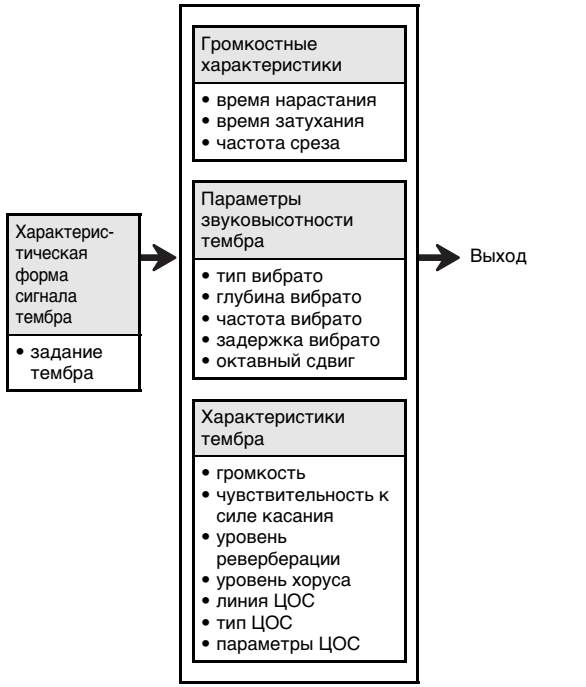 Характерис-
тическая
форма
сигнала
тембра
• задание
тембра
Громкостные
характеристики
• время нарастания
• время затухания
• частота среза
Параметры
звуковысотности
тембра
• тип вибрато
• глубина вибрато
• частота вибрато
• задержка вибрато
• октавный сдвиг
Характеристики
тембра
• громкость
• чувствительность к
силе касания
• уровень
реверберации
• уровень хоруса
• линия ЦОС
• тип ЦОС
• параметры ЦОС
Выход